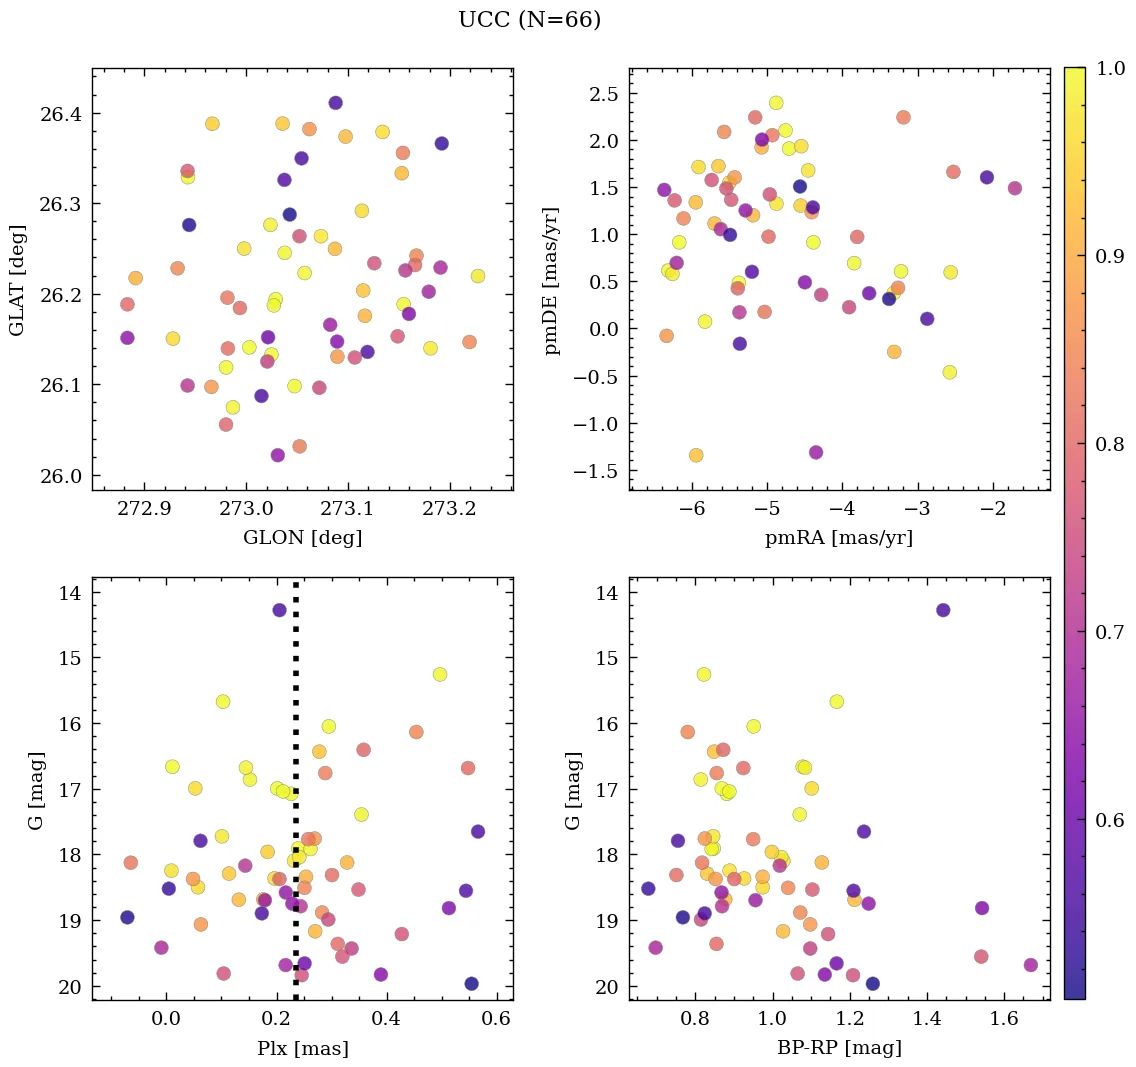 UCC (N=66)
26.4
26.3
26.2
26.1
26.0
GLAT [deg]
272.9 273.0 273.1 273.2
GLON [deg]
2.5
2.0
1.5
1.0
0.5
0.0
−0.5
−1.0
−1.5
pmDE [mas/yr]
−6 −5 −4 −3 −2
pmRA [mas/yr]
14
15
16
17
18
19
20
G [mag]
0.0 0.2 0.4 0.6
Plx [mas]
14
15
16
17
18
19
20
G [mag]
0.8 1.0 1.2 1.4 1.6
BP-RP [mag]
1.0
0.9
0.8
0.7
0.6